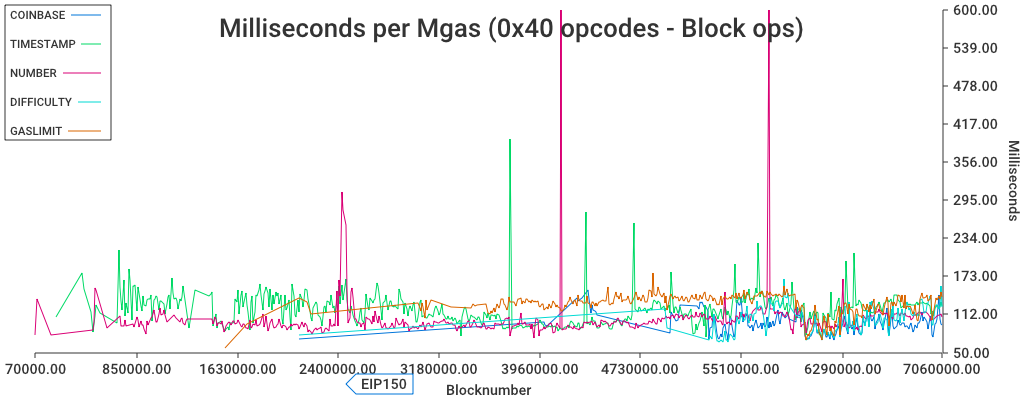 Milliseconds per Mgas (0x40 opcodes - Block ops)
COINBASE
TIMESTAMP
NUMBER
DIFFICULTY
GASLIMIT
600.00
539.00
478.00
417.00
356.00
295.00
234.00
173.00
112.00
50.00
Milliseconds
70000.00 850000.00 1630000.00 2400000.00 3180000.00 3960000.00 4730000.00 5510000.00 6290000.00 7060000.00
EIP150
Blocknumber